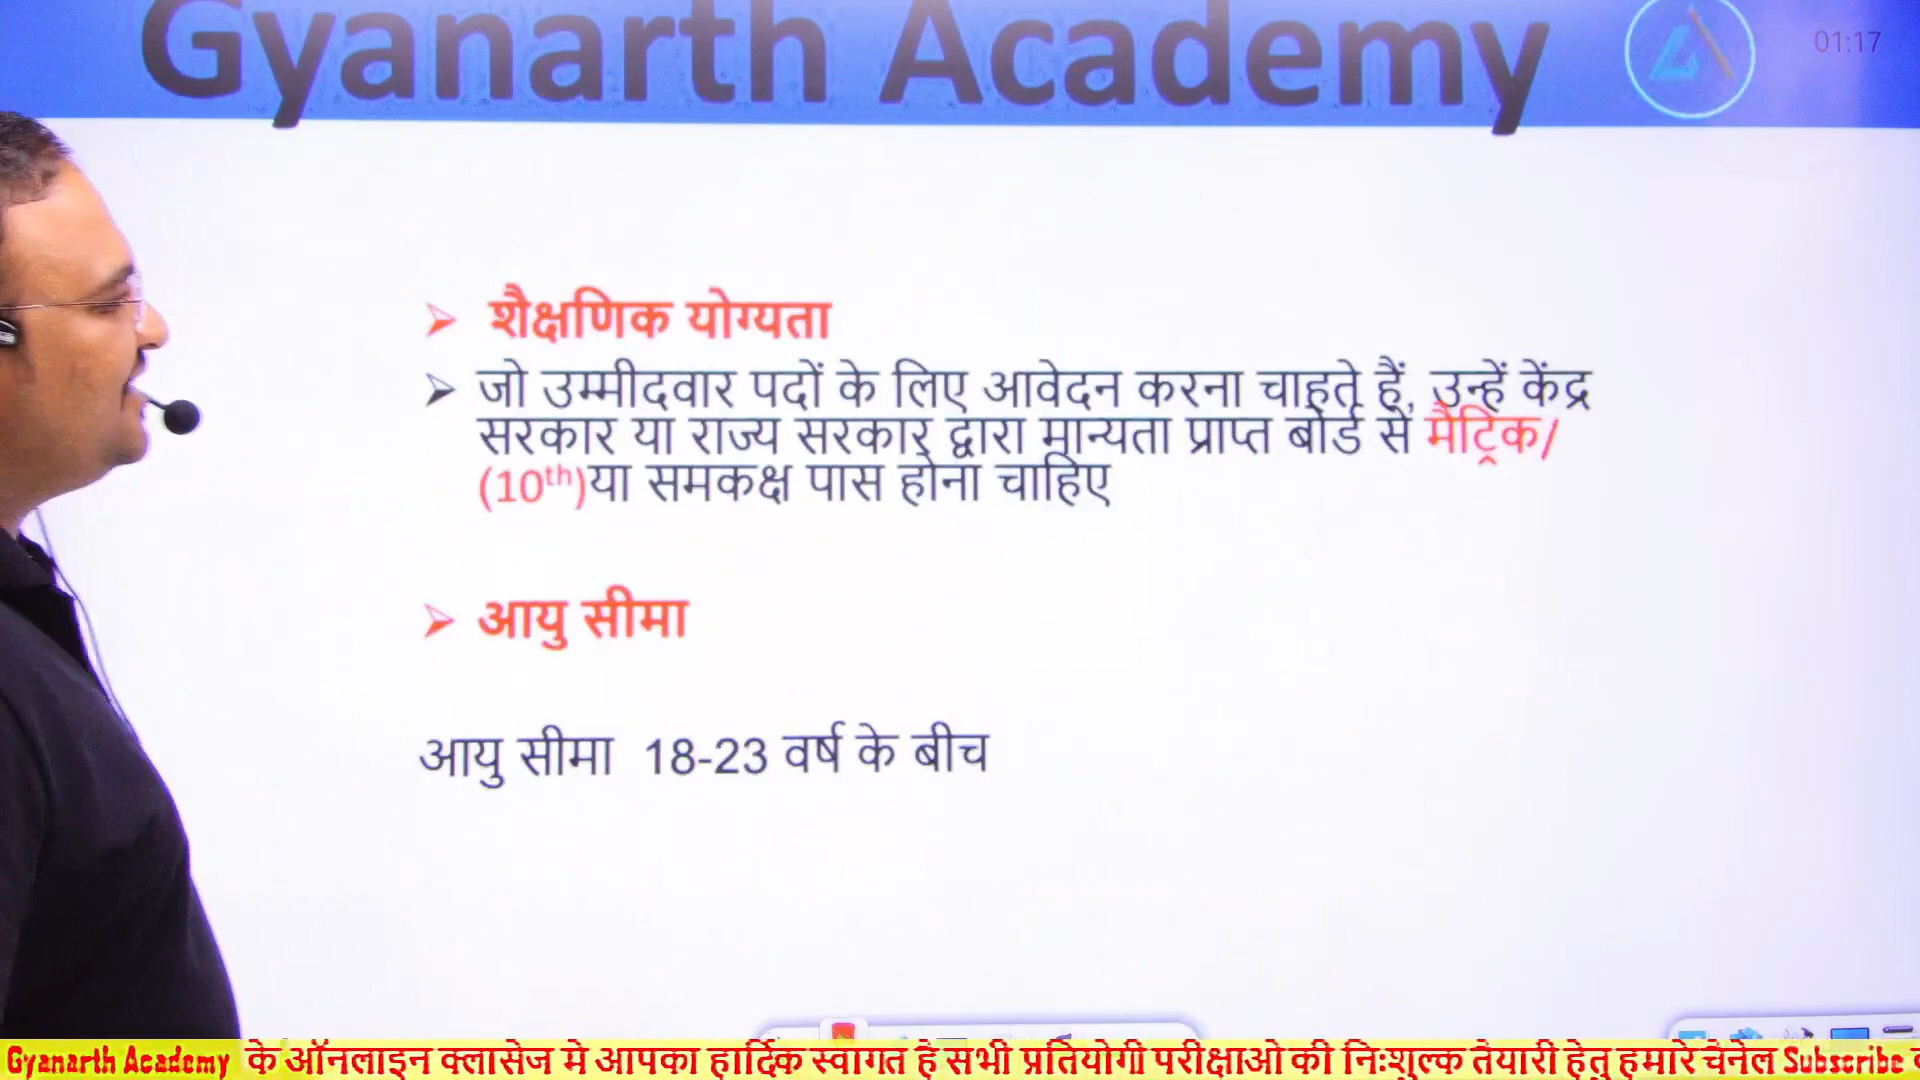 Gyanarth Academy
01:17
शैक्षणिक योग्यता
जो उम्मीदवार पदों के लिए आवेदन करना चाहते हैं, उन्हें केंद्र
सरकार या राज्य सरकार द्वारा मान्यता प्राप्त बोर्ड से मैट्रिक/
(10th)या समकक्ष पास होना चाहिए
आयु सीमा
आयु सीमा 18-23 वर्ष के बीच
Gyanarth Academy के ऑनलाइन क्लासेज मे आपका हार्दिक स्वागत है सभी प्रतियोगी परीक्षाओ की निःशुल्क तैयारी हेतु हमारे चैनेल Subscribe